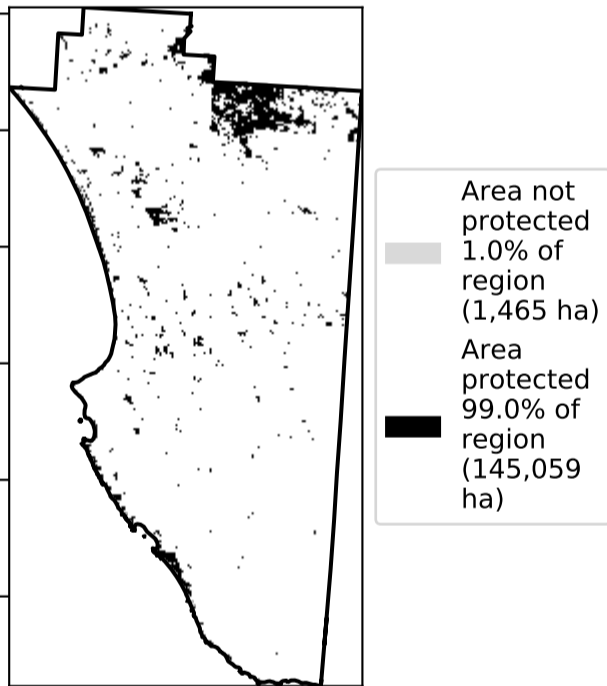 Area not
protected
1.0% of
region
(1,465 ha)
Area
protected
99.0% of
region
(145,059
ha)